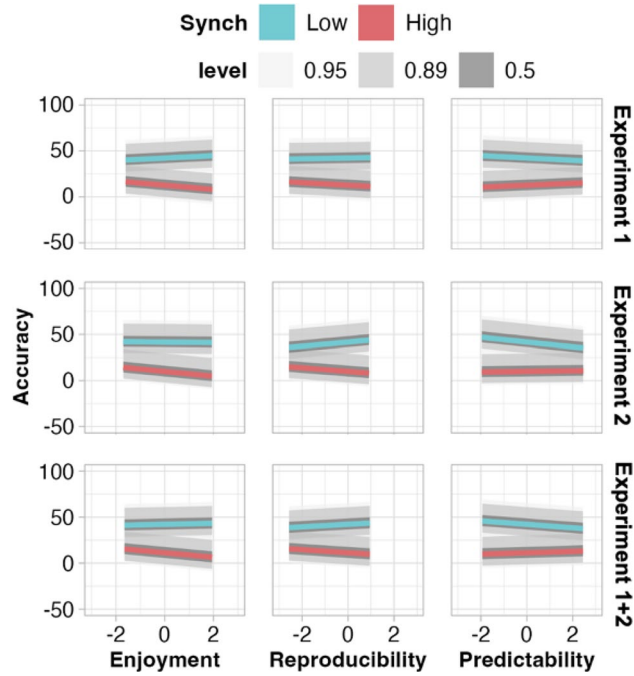 Synch Low High
level 0.95 0.89 0.5
100
50
0
-50
Experiment 1
100
50
0
-50
Experiment 2
100
50
0
-50
Experiment 1+2
Accuracy
-2 0 2 -2 0 2 -2 0 2
Enjoyment Reproducibility Predictability